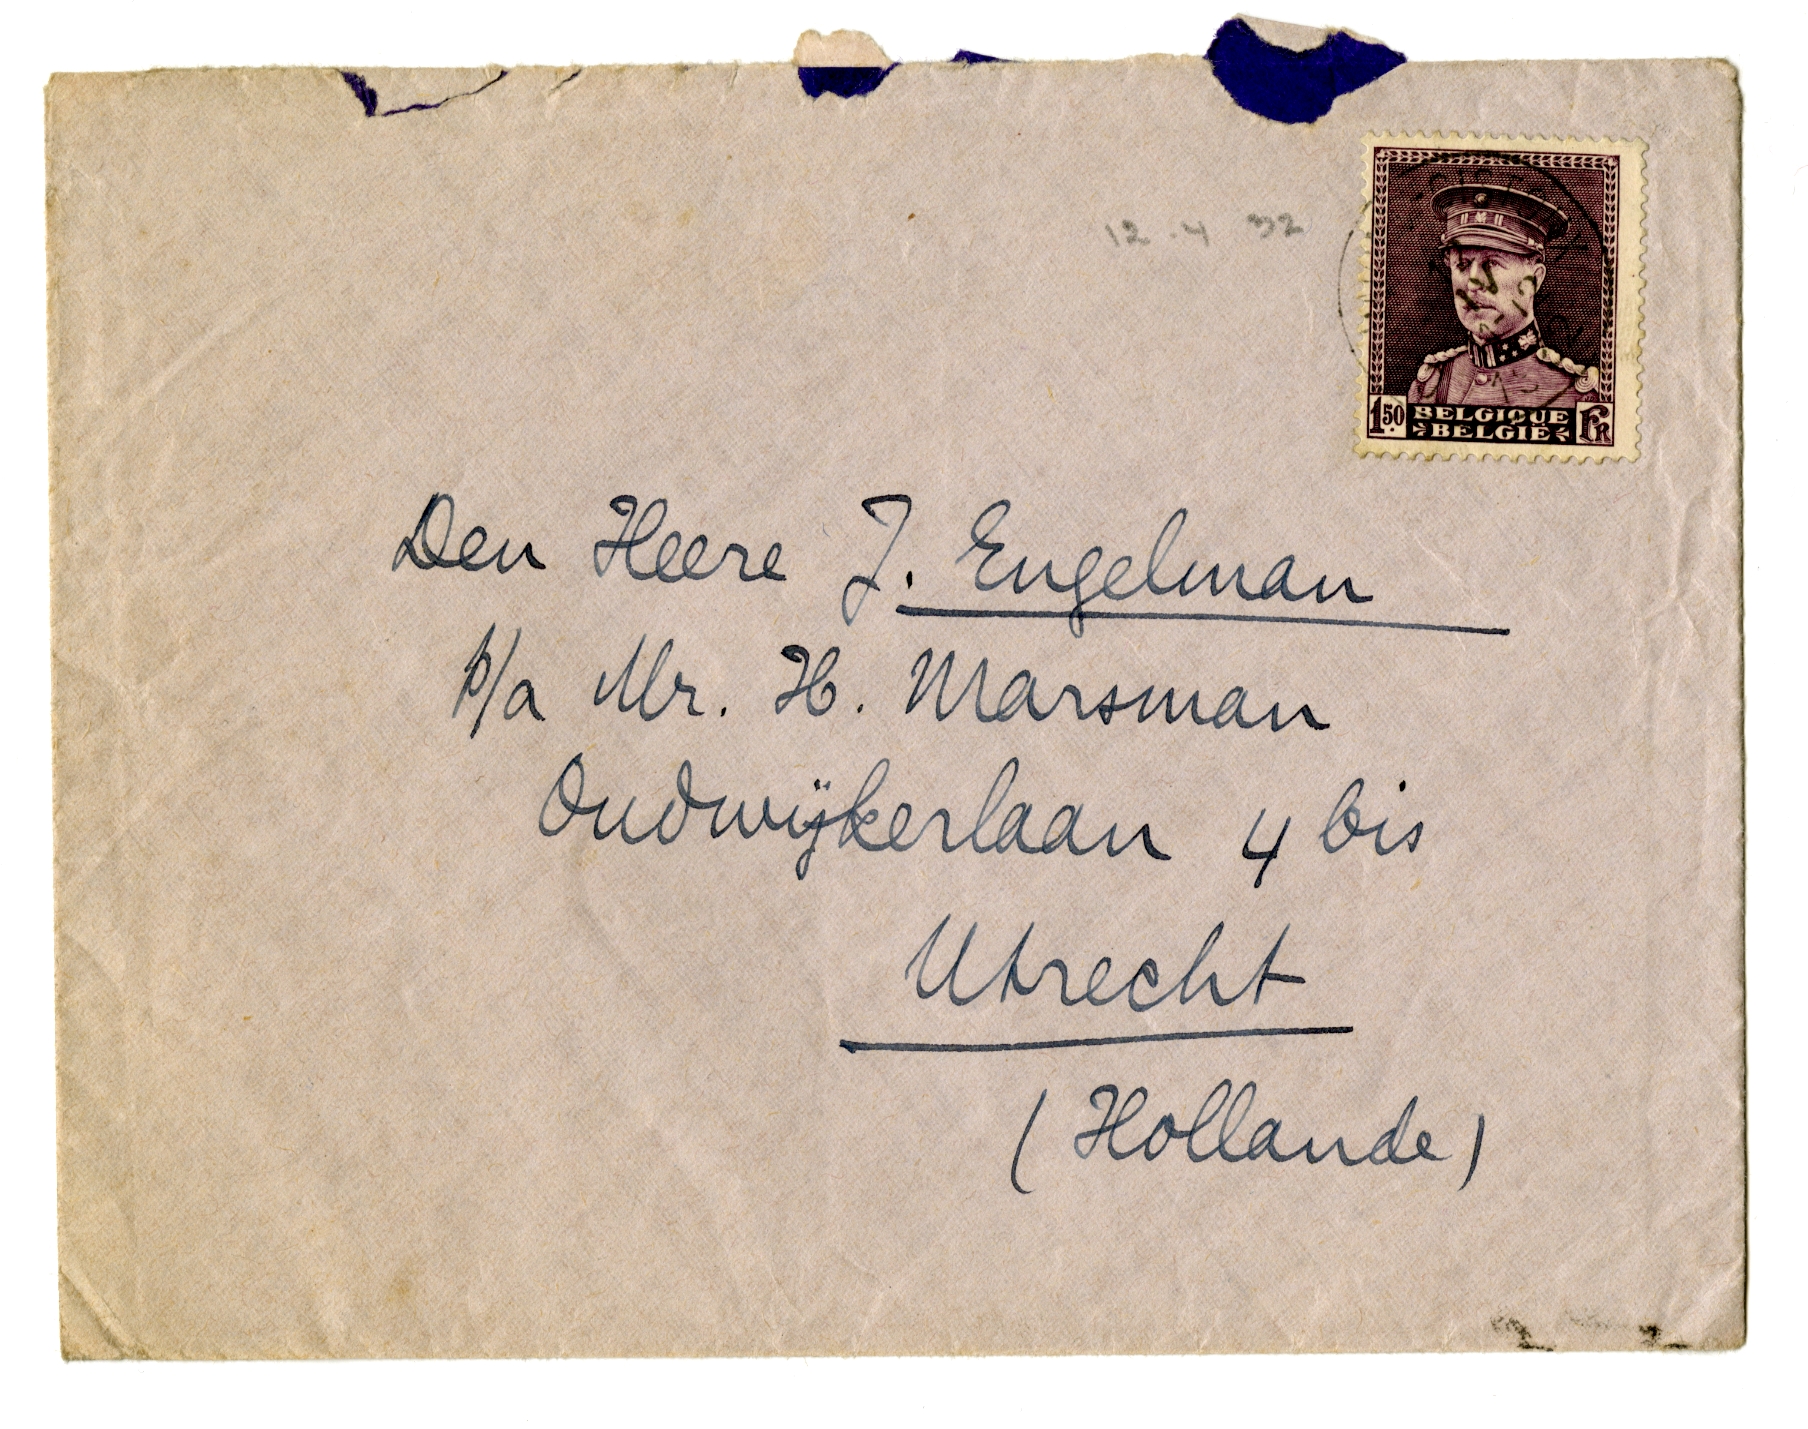 12.4 32
1.50 BELGIQUE FR
BELGIË
Den Heere J. Engelman
p/a Mr. H. Marsman
Oudwijkerlaan 4 bis
Utrecht
(Hollande)